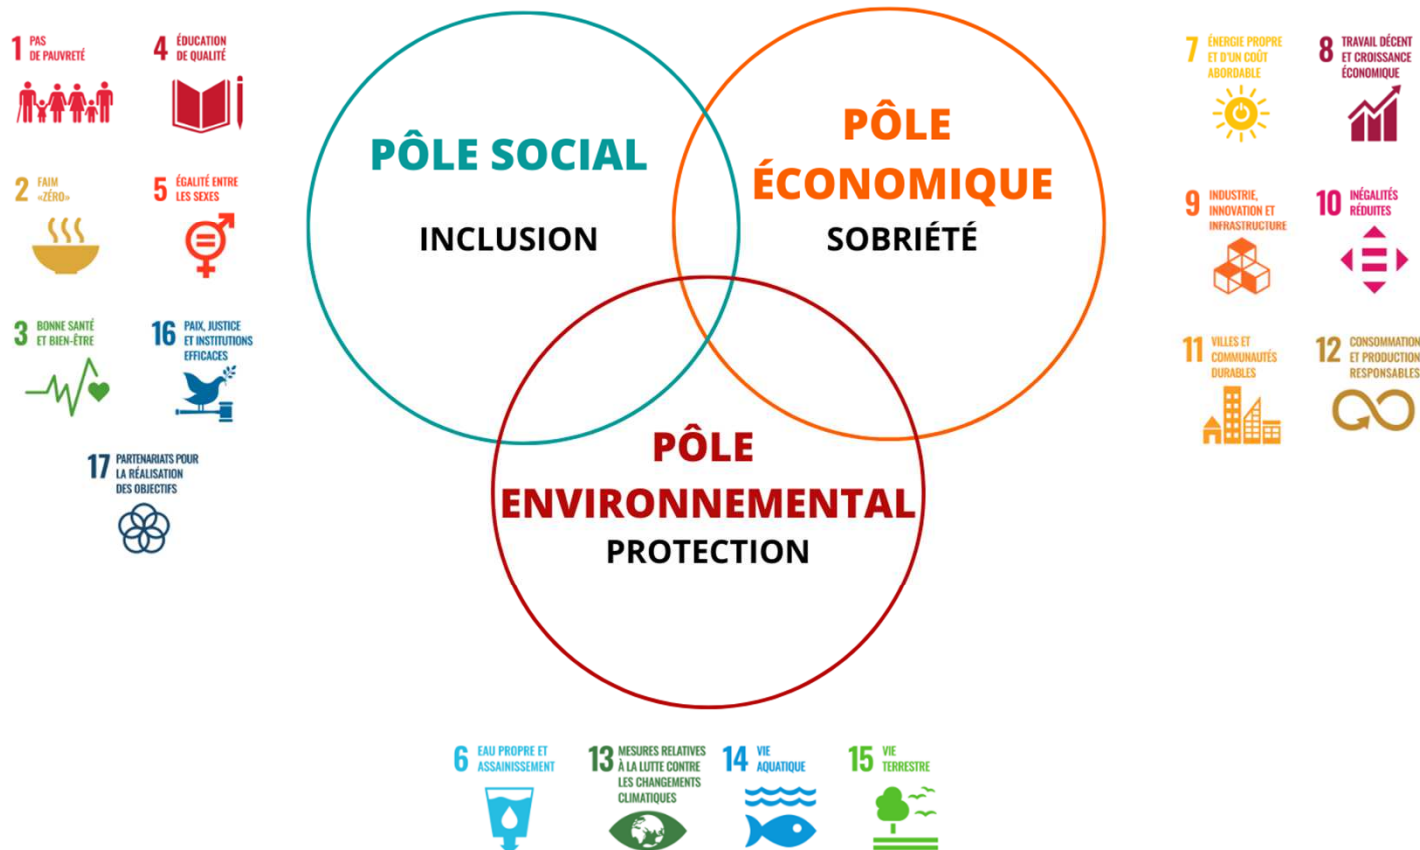 1 PAS
DE PAUVRETÉ
4 ÉDUCATION
DE QUALITÉ
2 FAIM
«ZÉRO»
5 ÉGALITÉ ENTRE
LES SEXES
3 BONNE SANTÉ
ET BIEN-ÊTRE
16 PAIX, JUSTICE
ET INSTITUTIONS
EFFICACES
17 PARTENARIATS POUR
LA RÉALISATION
DES OBJECTIFS
PÔLE SOCIAL
INCLUSION
PÔLE
ÉCONOMIQUE
SOBRIÉTÉ
PÔLE
ENVIRONNEMENTAL
PROTECTION
7 ÉNERGIE PROPRE
ET D'UN COÛT
ABORDABLE
8 TRAVAIL DÉCENT
ET CROISSANCE
ÉCONOMIQUE
9 INDUSTRIE,
INNOVATION ET
INFRASTRUCTURE
10 INÉGALITÉS
RÉDUITES
11 VILLES ET
COMMUNAUTÉS
DURABLES
12 CONSOMMATION
ET PRODUCTION
RESPONSABLES
6 EAU PROPRE ET
ASSAINISSEMENT
13 MESURES RELATIVES
À LA LUTTE CONTRE
LES CHANGEMENTS
CLIMATIQUES
14 VIE
AQUATIQUE
15 VIE
TERRESTRE